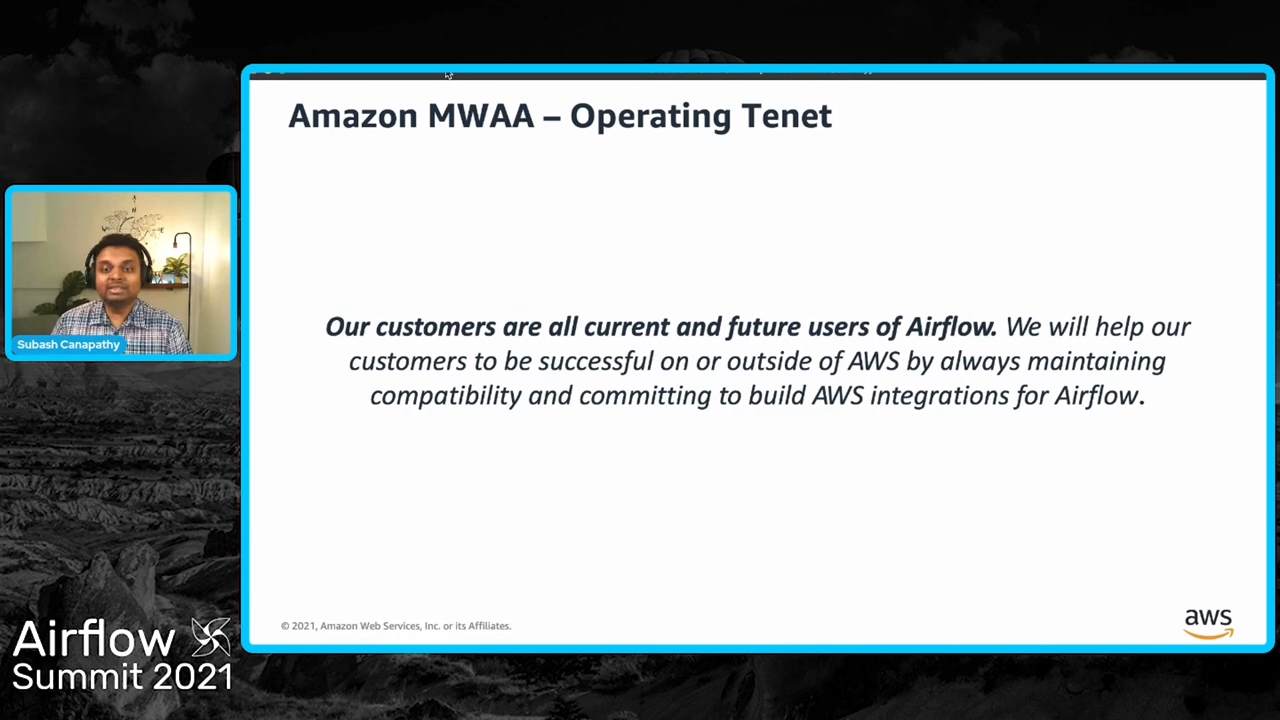 Amazon MWAA – Operating Tenet
Our customers are all current and future users of Airflow. We will help our
customers to be successful on or outside of AWS by always maintaining
compatibility and committing to build AWS integrations for Airflow.
Subash Canapathy
© 2021, Amazon Web Services, Inc. or its Affiliates.
aws
Airflow
Summit 2021